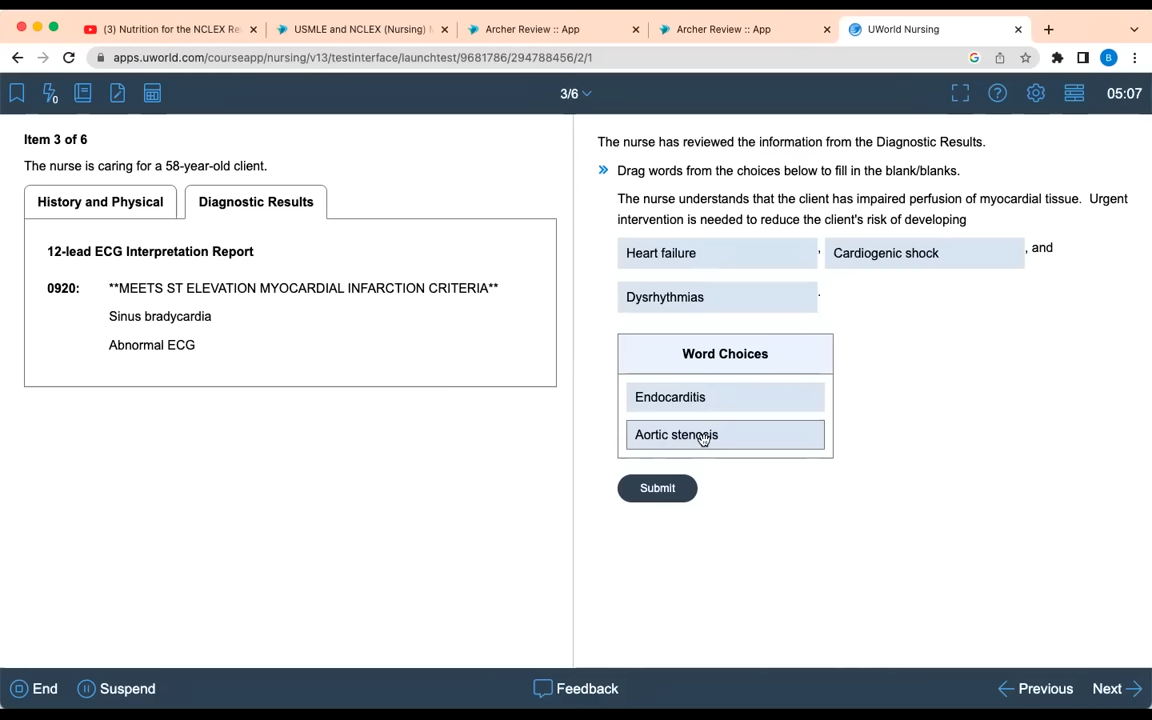 (3) Nutrition for the NCLEX Re
USMLE and NCLEX (Nursing)
Archer Review :: App
Archer Review :: App
UWorld Nursing
apps.uworld.com/courseapp/nursing/v13/testinterface/launchtest/9681786/294788456/2/1
B
0
3/6
05:07
Item 3 of 6
The nurse is caring for a 58-year-old client.
History and Physical
Diagnostic Results
12-lead ECG Interpretation Report
0920: **MEETS ST ELEVATION MYOCARDIAL INFARCTION CRITERIA**
Sinus bradycardia
Abnormal ECG
The nurse has reviewed the information from the Diagnostic Results.
Drag words from the choices below to fill in the blank/blanks.
The nurse understands that the client has impaired perfusion of myocardial tissue. Urgent
intervention is needed to reduce the client's risk of developing
Heart failure , Cardiogenic shock , and
Dysrhythmias .
Word Choices
Endocarditis
Aortic stenosis
Submit
End
Suspend
Feedback
Previous
Next